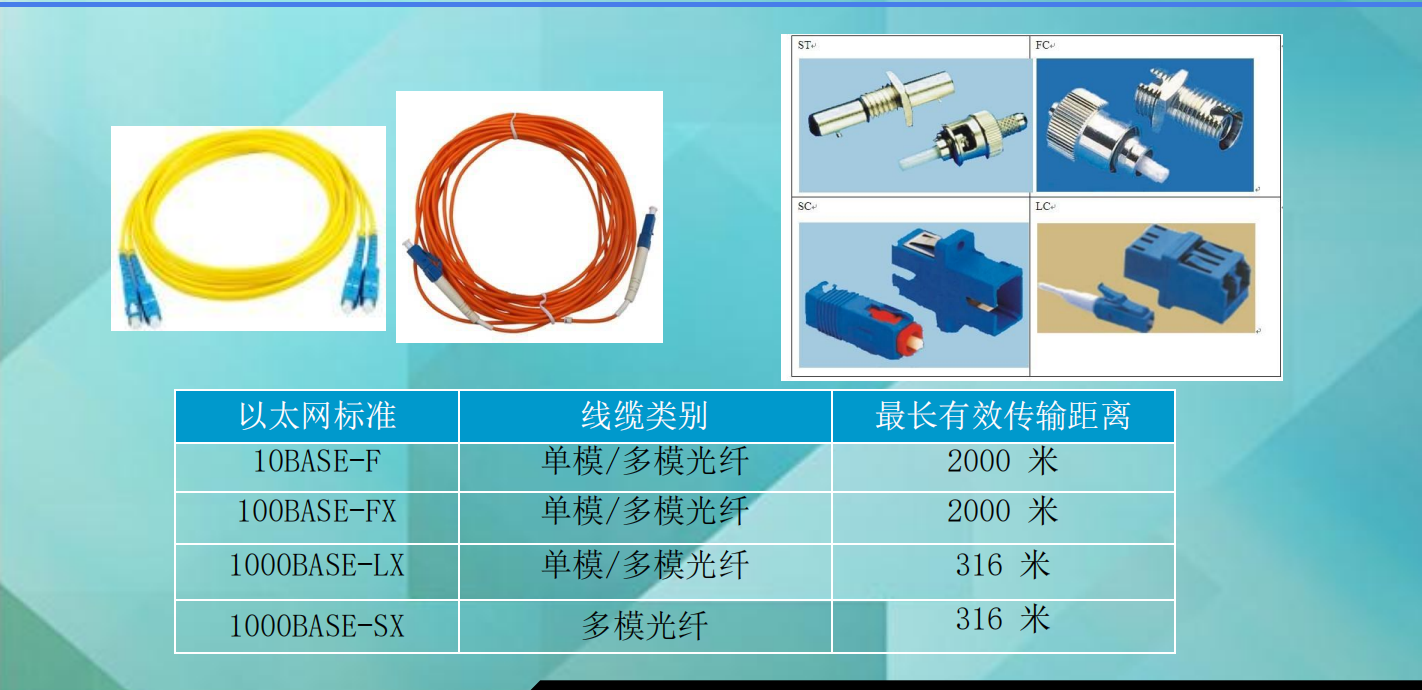 ST
FC
SC
LC
以太网标准 线缆类别 最长有效传输距离
10BASE-F 单模/多模光纤 2000 米
100BASE-FX 单模/多模光纤 2000 米
1000BASE-LX 单模/多模光纤 316 米
1000BASE-SX 多模光纤 316 米